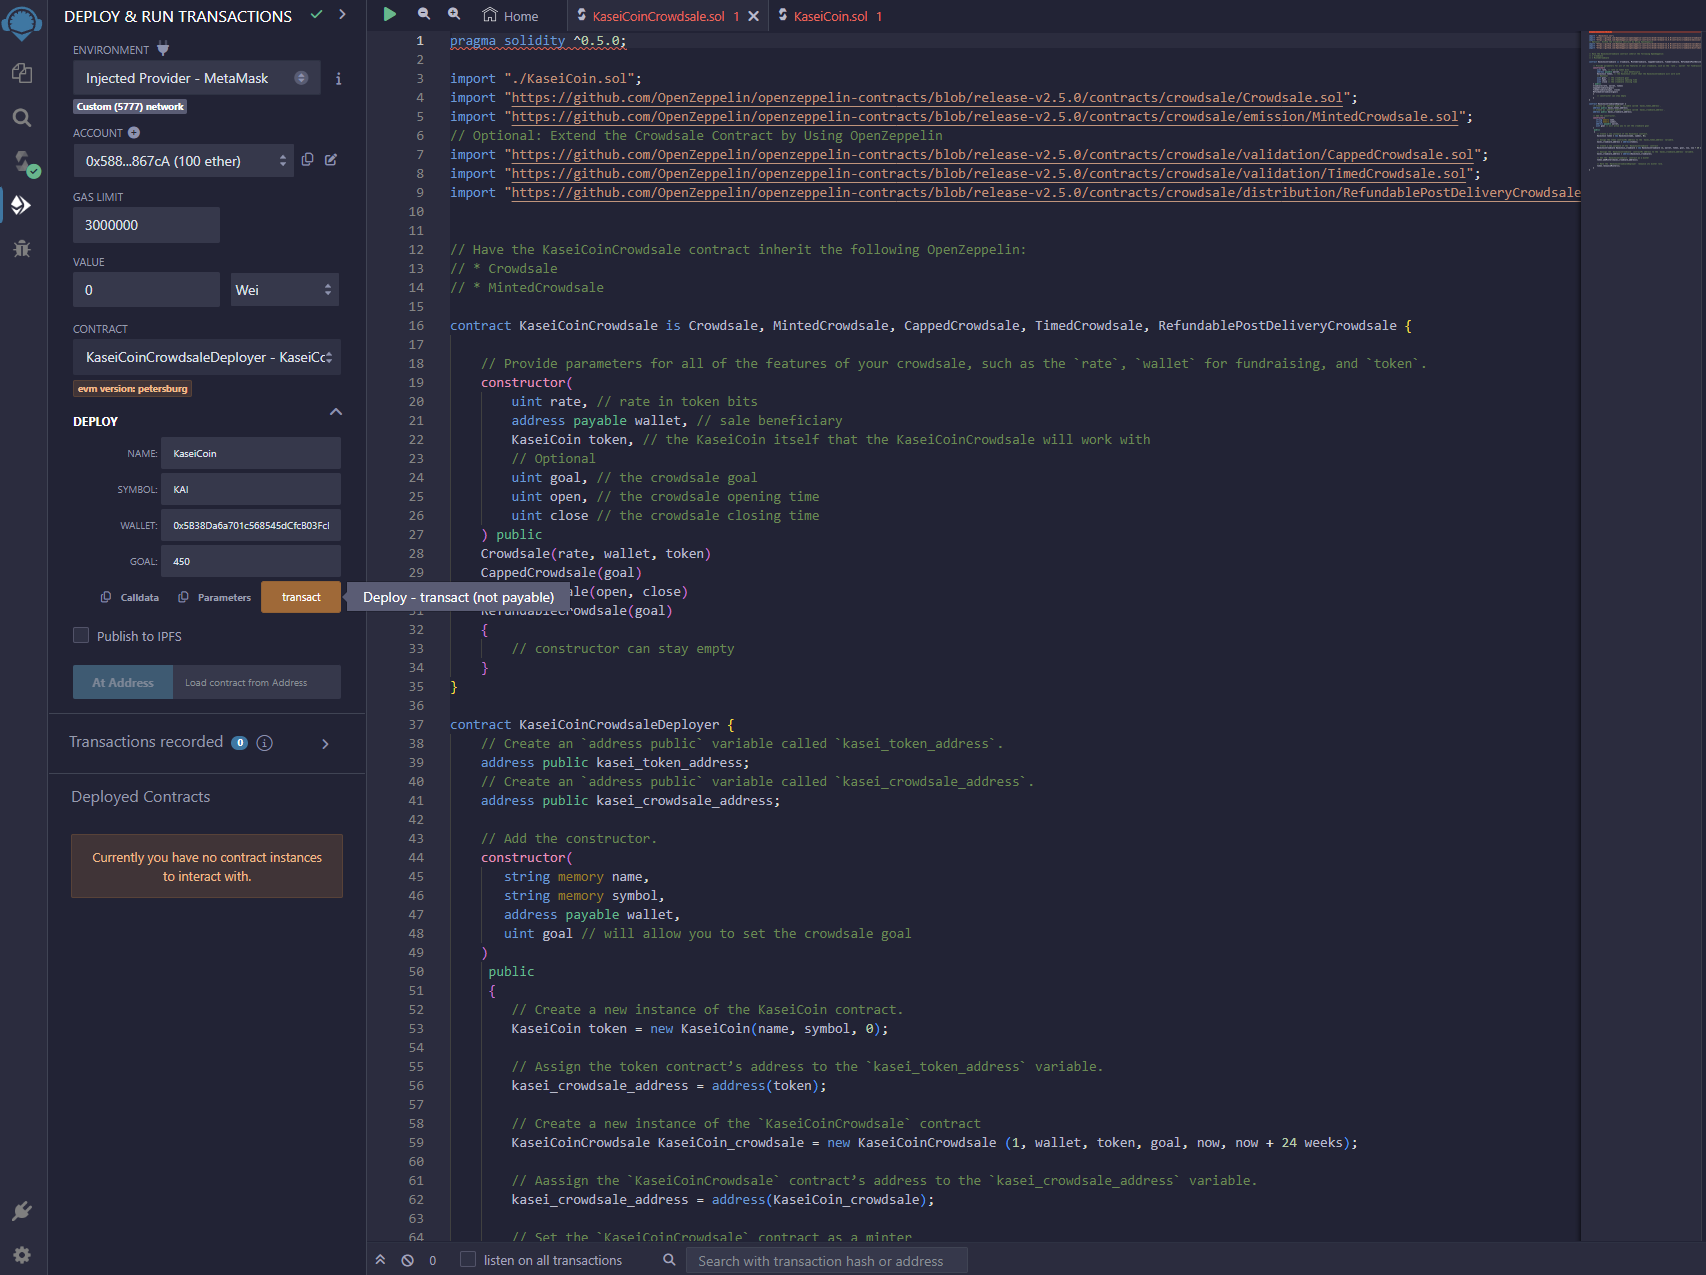 DEPLOY & RUN TRANSACTIONS
ENVIRONMENT
Injected Provider - MetaMask
Custom (5777) network
ACCOUNT
0x588...867cA (100 ether)
GAS LIMIT
3000000
VALUE
0
Wei
CONTRACT
KaseiCoinCrowdsaleDeployer - KaseiCc
evm version: petersburg
DEPLOY
NAME: KaseiCoin
SYMBOL: KAI
WALLET: 0x5B38Da6a701c568545dCfcB03Fcl
GOAL: 450
Calldata Parameters transact
Deploy - transact (not payable)
Publish to IPFS
At Address Load contract from Address
Transactions recorded 0
Deployed Contracts
Currently you have no contract instances
to interact with.
Home KaseiCoinCrowdsale.sol 1 KaseiCoin.sol 1
1 pragma solidity ^0.5.0;
2
3 import "./KaseiCoin.sol";
4 import "https://github.com/OpenZeppelin/openzeppelin-contracts/blob/release-v2.5.0/contracts/crowdsale/Crowdsale.sol";
5 import "https://github.com/OpenZeppelin/openzeppelin-contracts/blob/release-v2.5.0/contracts/crowdsale/emission/MintedCrowdsale.sol";
6 // Optional: Extend the Crowdsale Contract by Using OpenZeppelin
7 import "https://github.com/OpenZeppelin/openzeppelin-contracts/blob/release-v2.5.0/contracts/crowdsale/validation/CappedCrowdsale.sol";
8 import "https://github.com/OpenZeppelin/openzeppelin-contracts/blob/release-v2.5.0/contracts/crowdsale/validation/TimedCrowdsale.sol";
9 import "https://github.com/OpenZeppelin/openzeppelin-contracts/blob/release-v2.5.0/contracts/crowdsale/distribution/RefundablePostDeliveryCrowdsale
10
11
12 // Have the KaseiCoinCrowdsale contract inherit the following OpenZeppelin:
13 // * Crowdsale
14 // * MintedCrowdsale
15
16 contract KaseiCoinCrowdsale is Crowdsale, MintedCrowdsale, CappedCrowdsale, TimedCrowdsale, RefundablePostDeliveryCrowdsale {
17
18 // Provide parameters for all of the features of your crowdsale, such as the `rate`, `wallet` for fundraising, and `token`.
19 constructor(
20 uint rate, // rate in token bits
21 address payable wallet, // sale beneficiary
22 KaseiCoin token, // the KaseiCoin itself that the KaseiCoinCrowdsale will work with
23 // Optional
24 uint goal, // the crowdsale goal
25 uint open, // the crowdsale opening time
26 uint close // the crowdsale closing time
27 ) public
28 Crowdsale(rate, wallet, token)
29 CappedCrowdsale(goal)
ale(open, close)
31 RefundableCrowdsale(goal)
32 {
33 // constructor can stay empty
34 }
35 }
36
37 contract KaseiCoinCrowdsaleDeployer {
38 // Create an `address public` variable called `kasei_token_address`.
39 address public kasei_token_address;
40 // Create an `address public` variable called `kasei_crowdsale_address`.
41 address public kasei_crowdsale_address;
42
43 // Add the constructor.
44 constructor(
45 string memory name,
46 string memory symbol,
47 address payable wallet,
48 uint goal // will allow you to set the crowdsale goal
49 )
50 public
51 {
52 // Create a new instance of the KaseiCoin contract.
53 KaseiCoin token = new KaseiCoin(name, symbol, 0);
54
55 // Assign the token contract’s address to the `kasei_token_address` variable.
56 kasei_crowdsale_address = address(token);
57
58 // Create a new instance of the `KaseiCoinCrowdsale` contract
59 KaseiCoinCrowdsale KaseiCoin_crowdsale = new KaseiCoinCrowdsale (1, wallet, token, goal, now, now + 24 weeks);
60
61 // Aassign the `KaseiCoinCrowdsale` contract’s address to the `kasei_crowdsale_address` variable.
62 kasei_crowdsale_address = address(KaseiCoin_crowdsale);
63
64 // Set the `KaseiCoinCrowdsale` contract as a minter
0 listen on all transactions Search with transaction hash or address